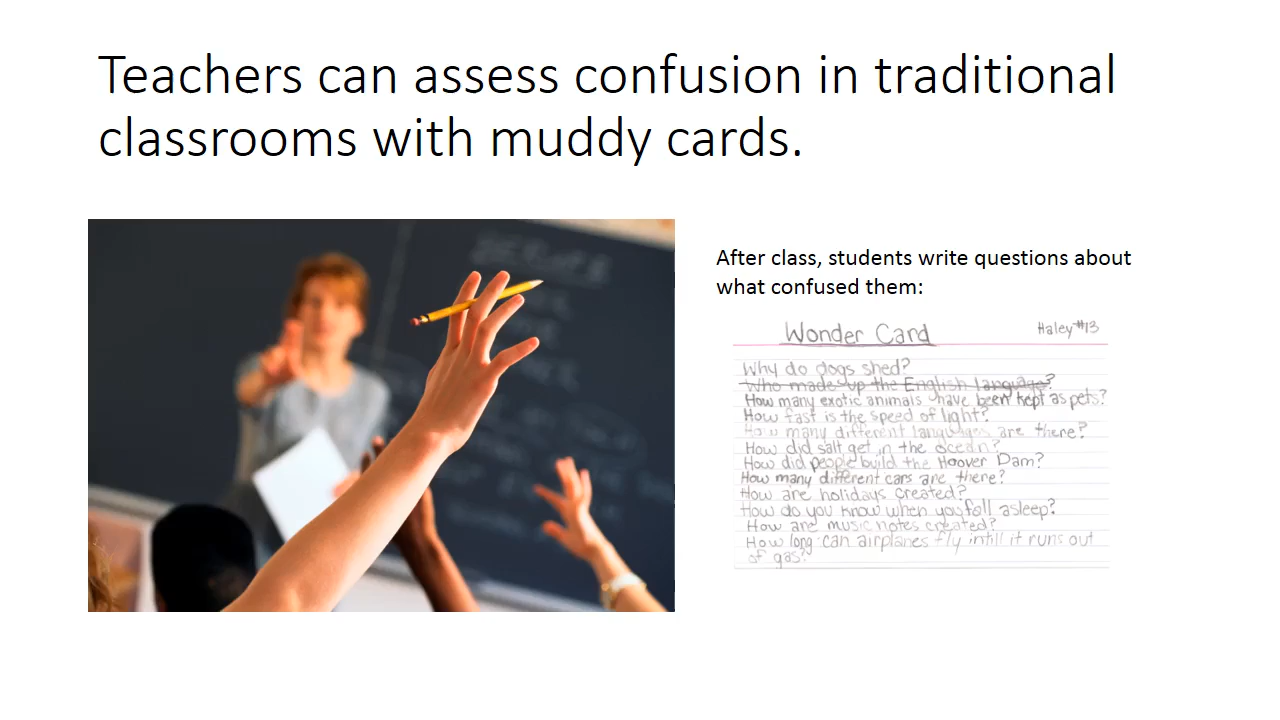 Teachers can assess confusion in traditional
classrooms with muddy cards.
After class, students write questions about
what confused them:
Wonder Card
Haley #13
Why do dogs shed?
Who made up the English language?
How many exotic animals have been kept as pets?
How fast is the speed of light?
How many different languages are there?
How did salt get in the ocean?
How did people build the Hoover Dam?
How many different cars are there?
How are holidays created?
How do you know when you fall asleep?
How are music notes created?
How long can airplanes fly intill it runs out
of gas?